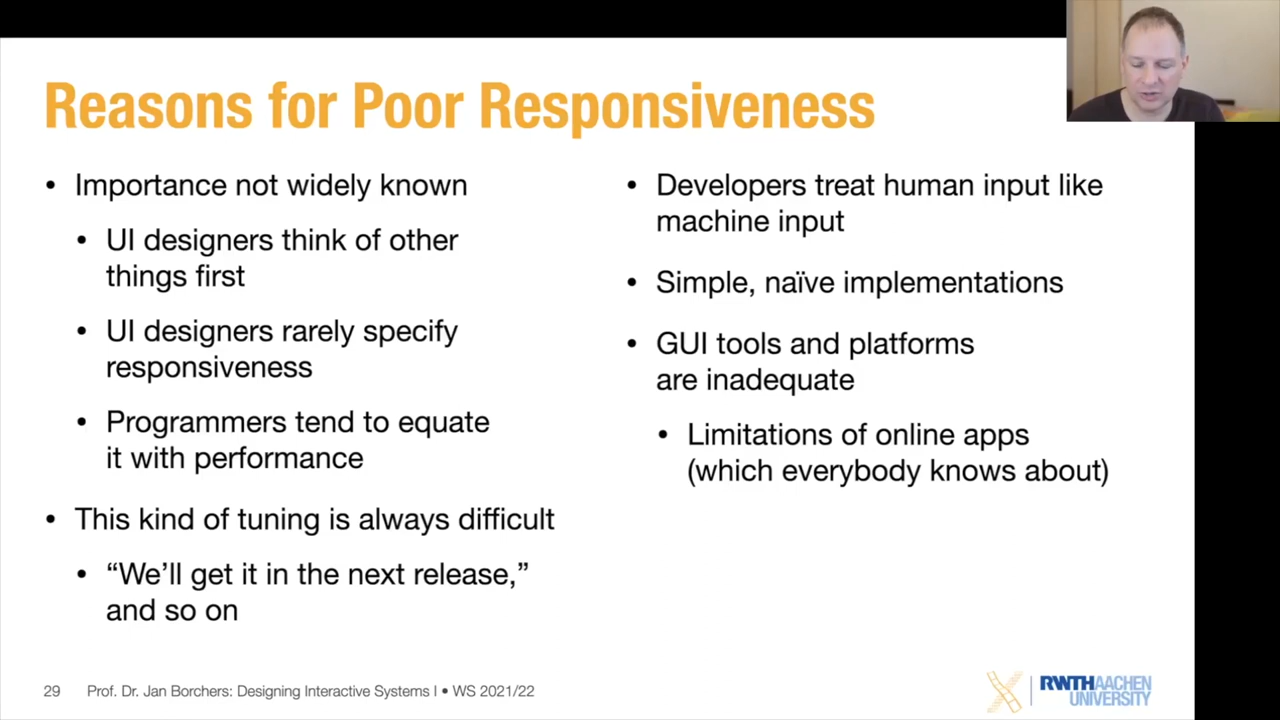 Reasons for Poor Responsiveness
• Importance not widely known
• UI designers think of other
things first
• UI designers rarely specify
responsiveness
• Programmers tend to equate
it with performance
• This kind of tuning is always difficult
• “We’ll get it in the next release,”
and so on
• Developers treat human input like
machine input
• Simple, naïve implementations
• GUI tools and platforms
are inadequate
• Limitations of online apps
(which everybody knows about)
29 Prof. Dr. Jan Borchers: Designing Interactive Systems I • WS 2021/22
RWTHAACHEN
UNIVERSITY